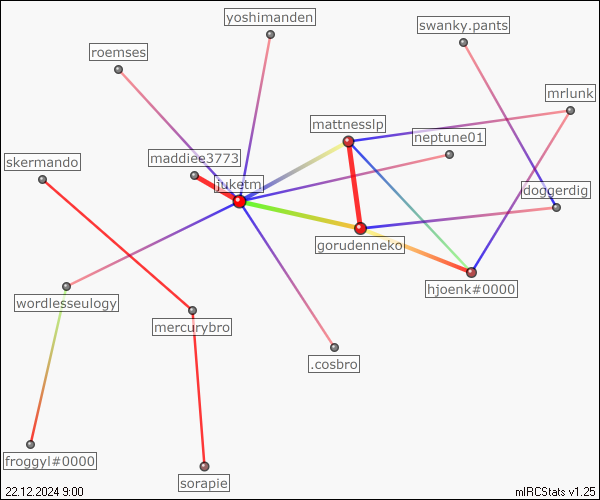 yoshimanden
swanky.pants
roemses
mrlunk
mattnesslp
neptune01
maddiee3773
skermando
juketm
doggerdig
gorudenneko
hjoenk#0000
wordlesseulogy
mercurybro
.cosbro
froggyl#0000
sorapie
22.12.2024 9:00
mIRCStats v1.25